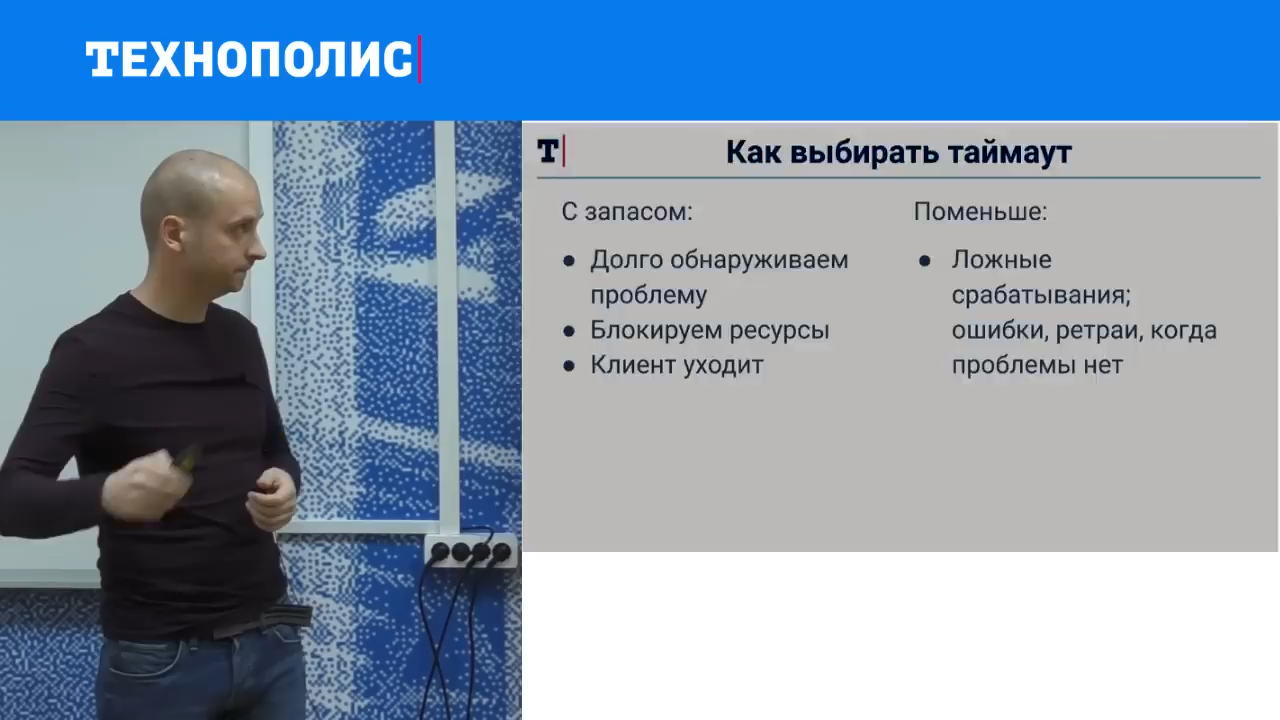 ТЕХНОПОЛИС
Т
Как выбирать таймаут
С запасом:
● Долго обнаруживаем
проблему
● Блокируем ресурсы
● Клиент уходит
Поменьше:
● Ложные
срабатывания;
ошибки, ретраи, когда
проблемы нет